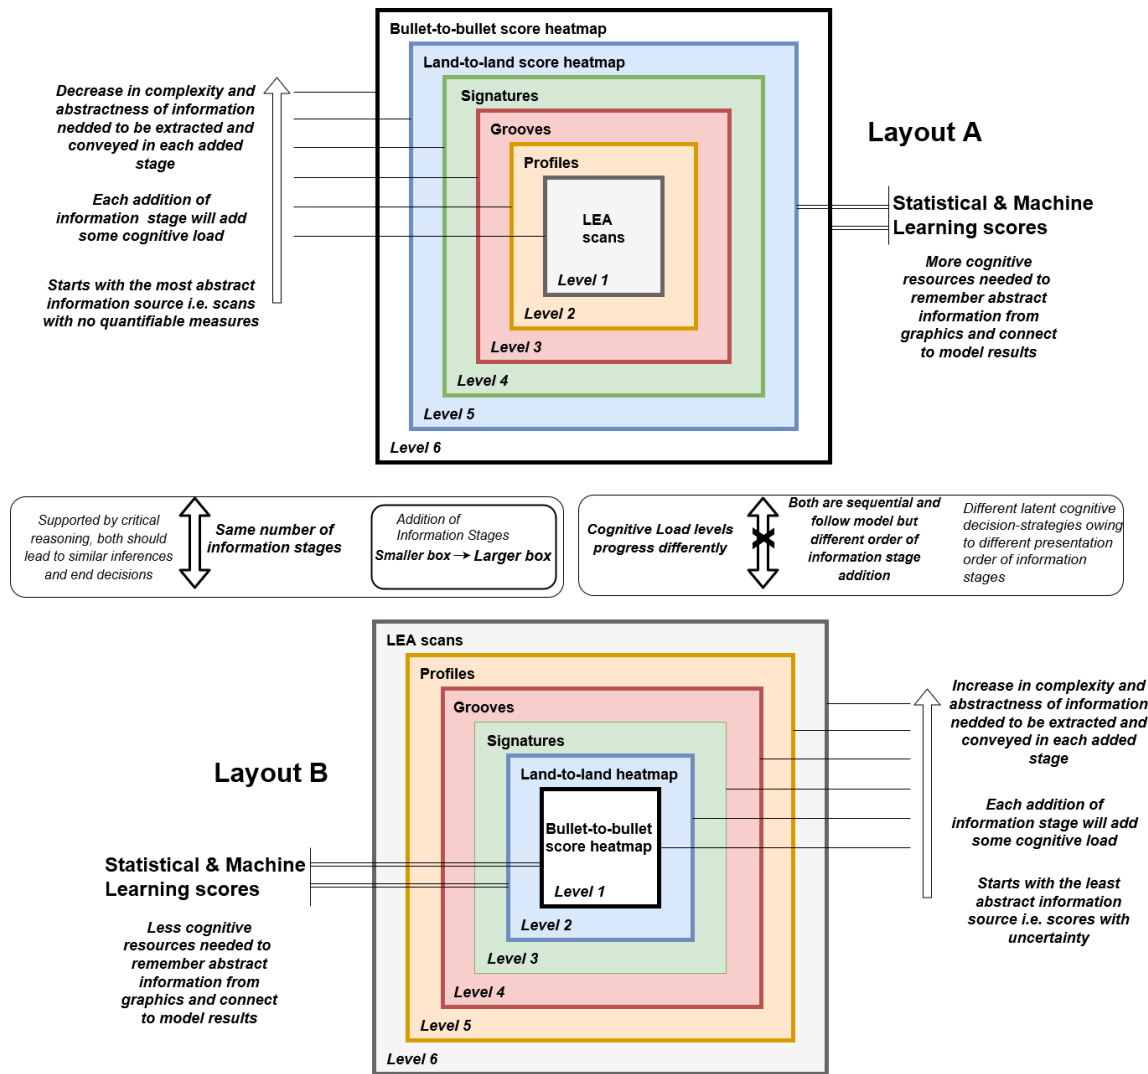 Bullet-to-bullet score heatmap
Land-to-land score heatmap
Signatures
Grooves
Profiles
LEA
scans
Level 1
Level 2
Level 3
Level 4
Level 5
Level 6
Decrease in complexity and
abstractness of information
nedded to be extracted and
conveyed in each added
stage
Each addition of
information stage will add
some cognitive load
Starts with the most abstract
information source i.e. scans
with no quantifiable measures
Layout A
Statistical & Machine
Learning scores
More cognitive
resources needed to
remember abstract
information from
graphics and connect
to model results
Supported by critical
reasoning, both should
lead to similar inferences
and end decisions
Same number of
information stages
Addition of
Information Stages
Smaller box → Larger box
Cognitive Load levels
progress differently
Both are sequential and
follow model but
different order of
information stage
addition
Different latent cognitive
decision-strategies owing
to different presentation
order of information
stages
LEA scans
Profiles
Grooves
Signatures
Land-to-land heatmap
Bullet-to-bullet
score heatmap
Level 1
Level 2
Level 3
Level 4
Level 5
Level 6
Layout B
Statistical & Machine
Learning scores
Less cognitive
resources needed to
remember abstract
information from
graphics and connect
to model results
Increase in complexity and
abstractness of information
nedded to be extracted and
conveyed in each added
stage
Each addition of
information stage will add
some cognitive load
Starts with the least
abstract information
source i.e. scores with
uncertainty